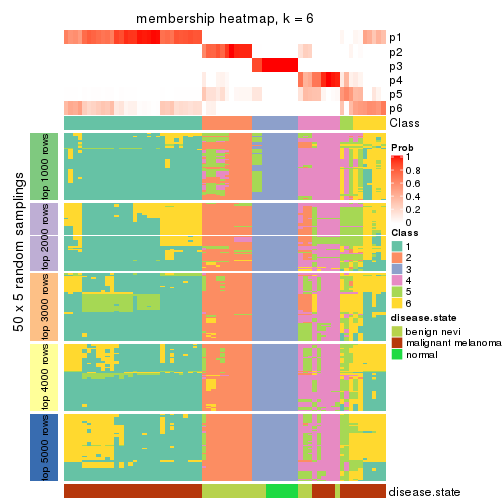 membership heatmap, k = 6
p1
p2
p3
p4
p5
p6
Class
50 x 5 random samplings
top 1000 rows
top 2000 rows
top 3000 rows
top 4000 rows
top 5000 rows
Prob
1
0.8
0.6
0.4
0.2
0
Class
1
2
3
4
5
6
disease.state
benign nevi
malignant melanoma
normal
disease.state